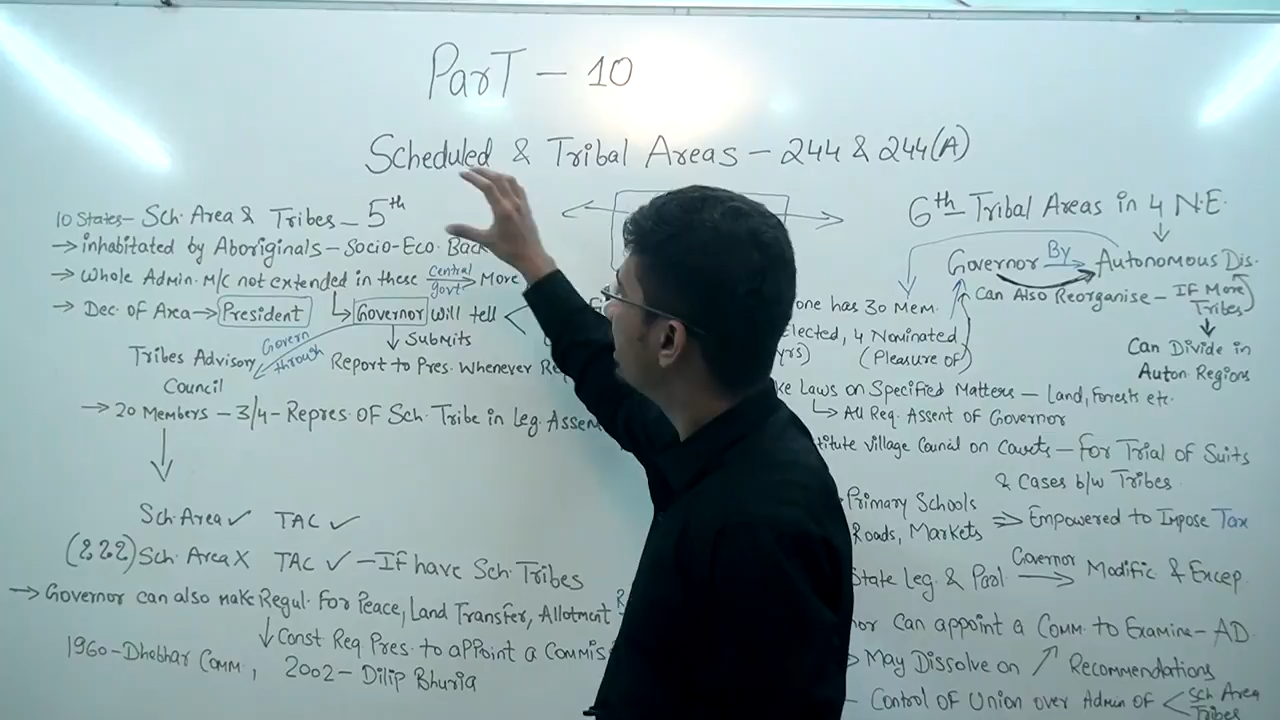 ParT - 10
Scheduled & Tribal Areas - 244 & 244(A)
10 States - Sch. Area & Tribes - 5th
→ inhabitated by Aboriginals - Socio-Eco. Back
→ Whole Admin. M/c not extended in these Central govt → More
→ Dec. of Area → President
Governor will tell
Submits
Govern through
Tribes Advisory Council
Report to Pres. Whenever Re
→ 20 Members - 3/4 - Repres. OF Sch. Tribe in Leg. Assem
Sch. Area ✓ TAC ✓
Sch. Area X TAC ✓ - If have Sch. Tribes
→ Governor can also make Regul. For Peace, Land Transfer, Allotment
↓ Const. Req Pres. to appoint a Commis
1960 - Dhebhar Comm, 2002 - Dilip Bhuria
6th Tribal Areas in 4 N.E.
Governor By → Autonomous Dis.
Can Also Reorganise - IF More Tribes
Can Divide in Auton. Regions
one has 30 Mem.
Elected, 4 Nominated
yrs) (Pleasure of)
ke Laws on Specified Matters - Land, Forests etc.
All Req. Assent of Governor
titute village Council on Courts - For Trial of Suits
& Cases b/w Tribes
Primary Schools
Roads, Markets ⇒ Empowered to Impose Tax
State Leg. & Parl Governor → Modific & Excep.
nor can appoint a Comm. to Examine - AD
May Dissolve on Recommendations
- Control of Union over Admin of < Sch Area
Tribes